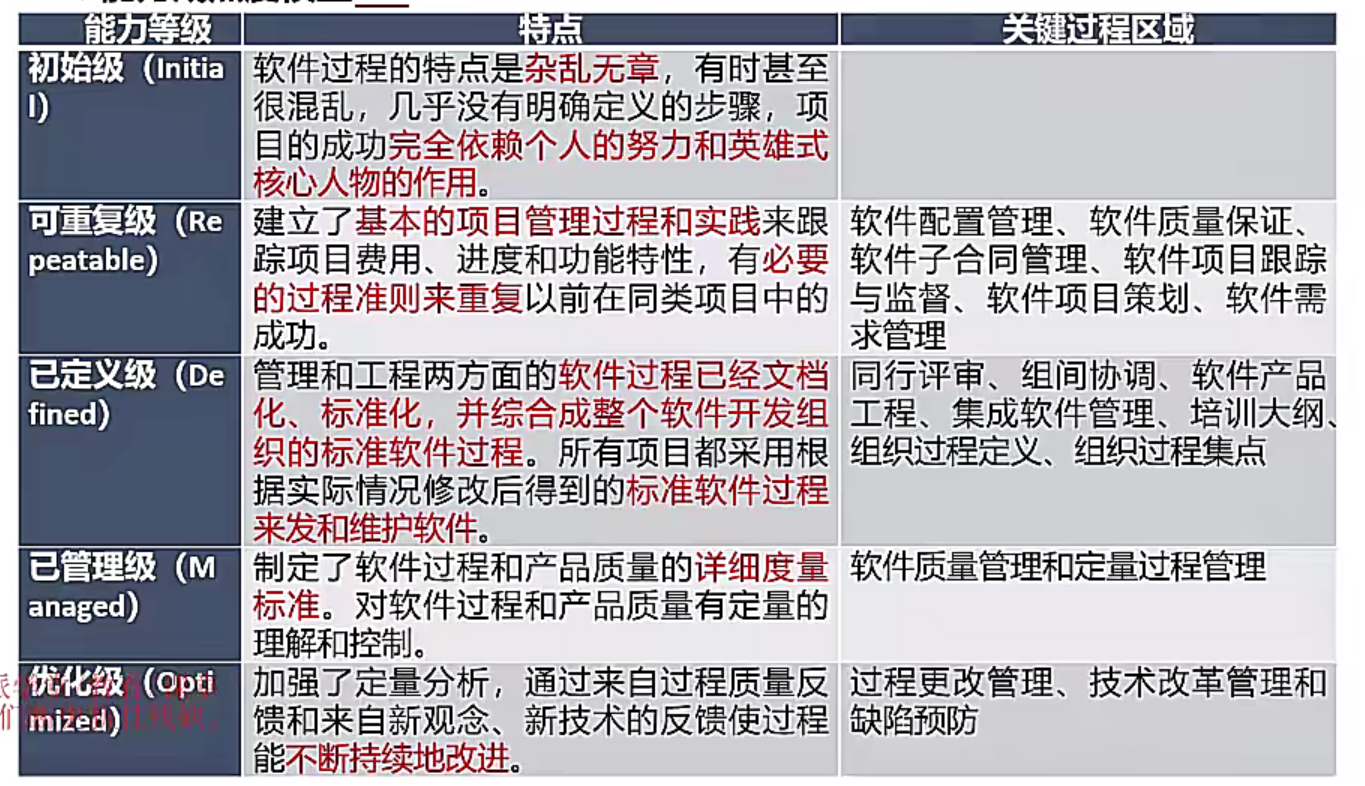 能力等级
特点
关键过程区域
初始级（Initia
l)
软件过程的特点是杂乱无章，有时甚至
很混乱，几乎没有明确定义的步骤，项
目的成功完全依赖个人的努力和英雄式
核心人物的作用。
可重复级（Re
peatable)
建立了基本的项目管理过程和实践来跟
踪项目费用、进度和功能特性，有必要
的过程准则来重复以前在同类项目中的
成功。
软件配置管理、软件质量保证、
软件子合同管理、软件项目跟踪
与监督、软件项目策划、软件需
求管理
已定义级（De
fined)
管理和工程两方面的软件过程已经文档
化、标准化，并综合成整个软件开发组
织的标准软件过程。所有项目都采用根
据实际情况修改后得到的标准软件过程
来发和维护软件。
同行评审、组间协调、软件产品
工程、集成软件管理、培训大纲、
组织过程定义、组织过程集点
已管理级（M
anaged)
制定了软件过程和产品质量的详细度量
标准。对软件过程和产品质量有定量的
理解和控制。
软件质量管理和定量过程管理
优化级（Opti
mized)
加强了定量分析，通过来自过程质量反
馈和来自新观念、新技术的反馈使过程
能不断持续地改进。
过程更改管理、技术改革管理和
缺陷预防